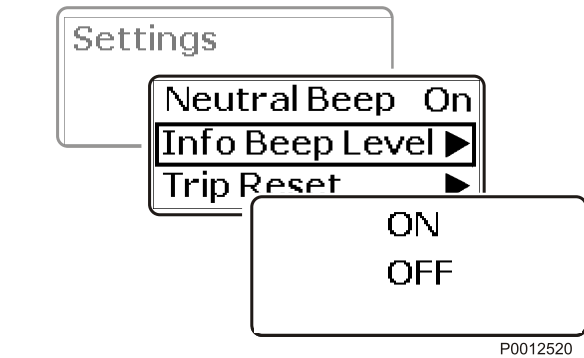 Settings
Neutral Beep On
Info Beep Level ▶
Trip Reset ▶
ON
OFF
P0012520